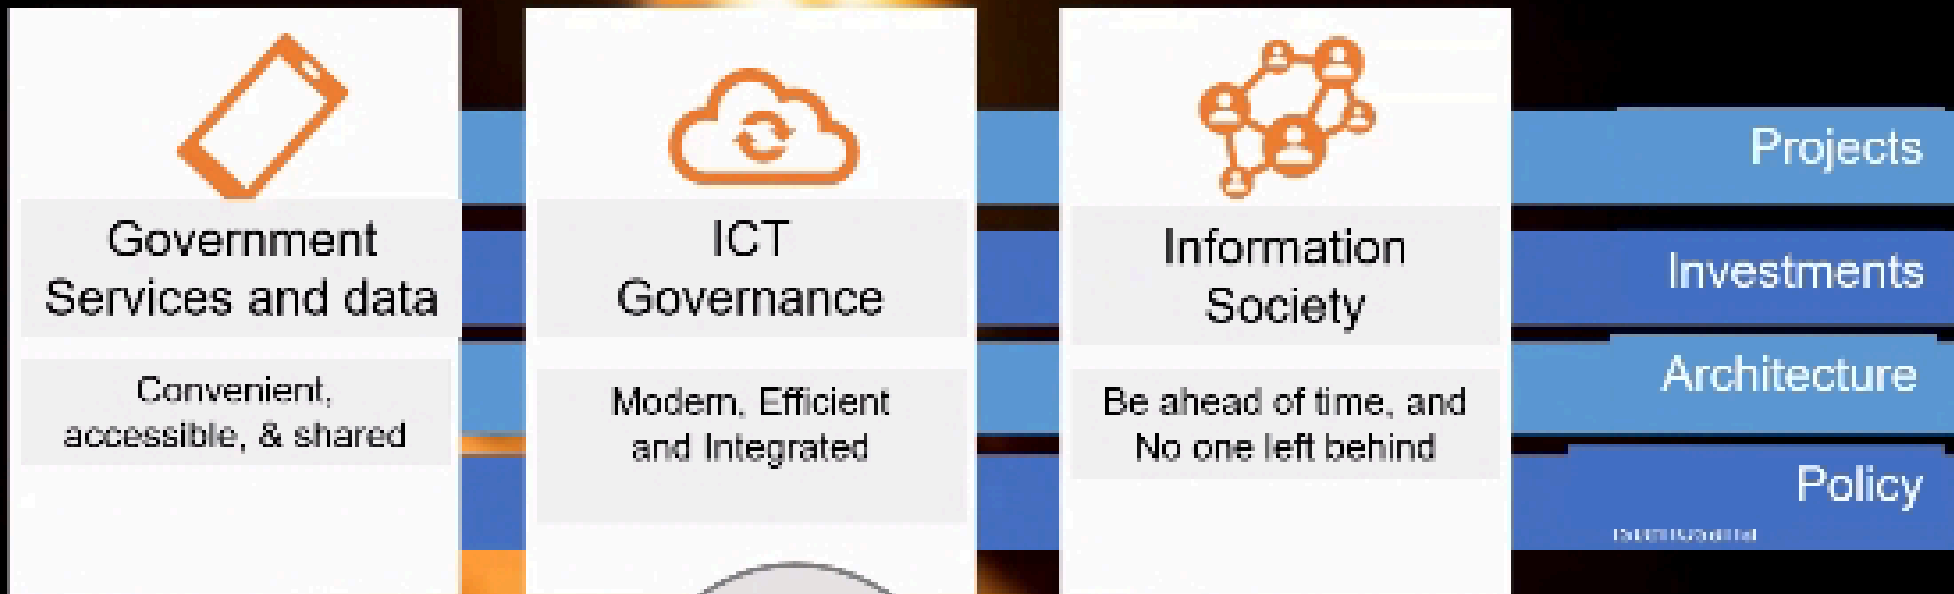 Government
Services and data
Convenient,
accessible, & shared
ICT
Governance
Modern, Efficient
and Integrated
Information
Society
Be ahead of time, and
No one left behind
Projects
Investments
Architecture
Policy